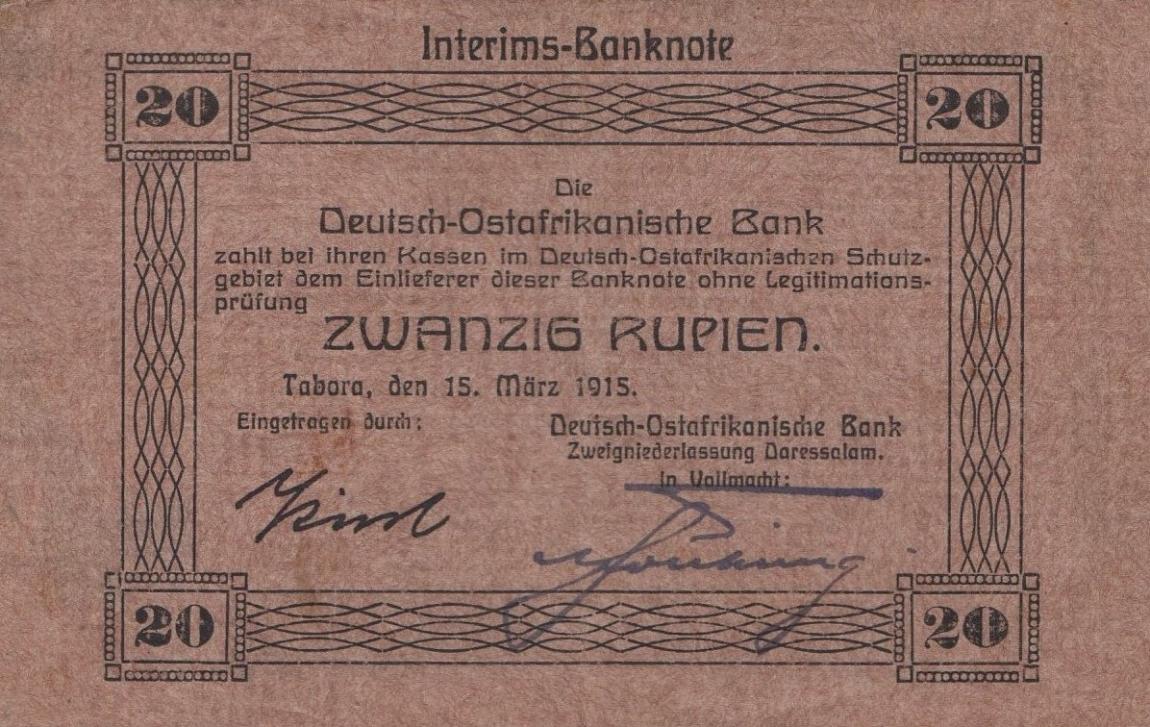 Interims-Banknote
20 20
Die
Deutsch-Ostafrikanische Bank
zahlt bei ihren Kassen im Deutsch-Ostafrikanischen Schutz-
gebiet dem Einlieferer dieser Banknote ohne Legitimations-
prüfung
ZWANZIG RUPIEN.
Tabora, den 15. März 1915.
Eingetragen durch: Deutsch-Ostafrikanische Bank
Zweigniederlassung Daressalam.
In Vollmacht:
20 20